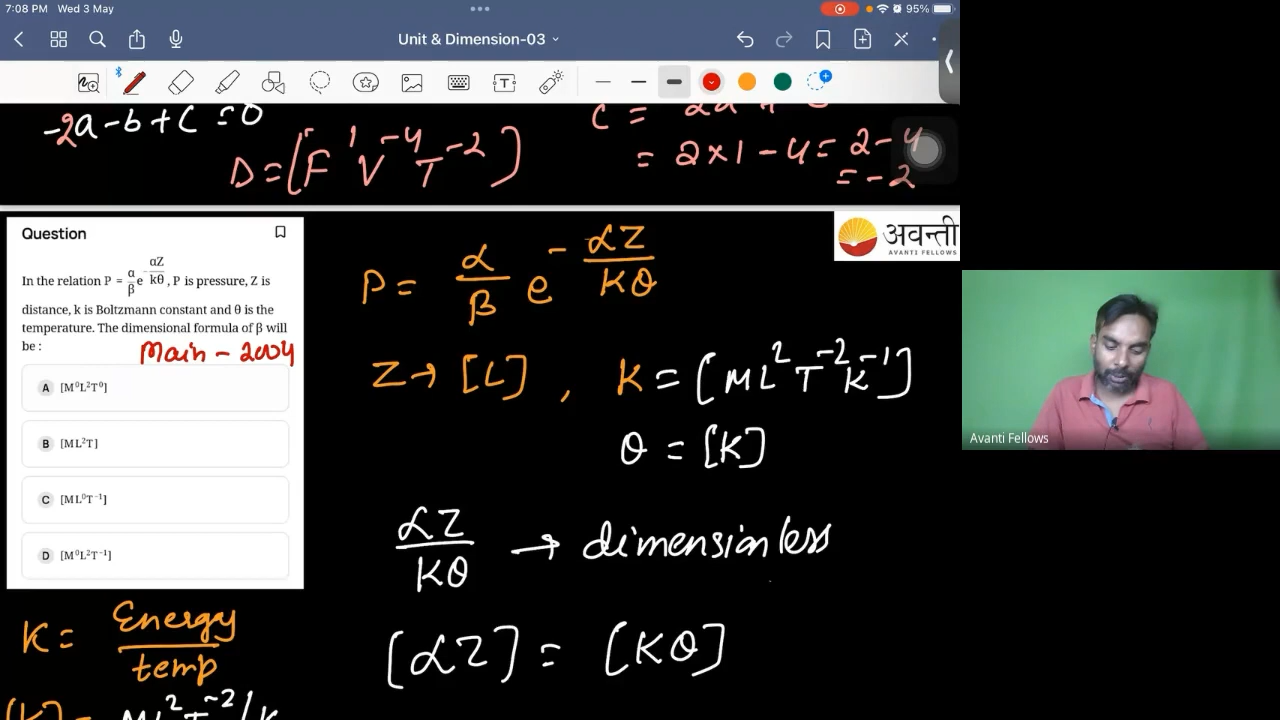 7:08 PM Wed 3 May
95%
Unit & Dimension-03
-2a-b+c=0
D=[F¹ V⁻⁴ T⁻²]
= 2×1-4 = 2-4
= -2
Question
In the relation P = α/β e^(-αZ/kθ), P is pressure, Z is
distance, k is Boltzmann constant and θ is the
temperature. The dimensional formula of β will
be :
Main - 2004
A [M⁰L²T⁰]
B [ML²T]
C [ML⁰T⁻¹]
D [M⁰L²T⁻¹]
K = Energy/temp
[K] = ML²T⁻²/K
अवन्ती
AVANTI FELLOWS
P = α/β e^(-αZ/Kθ)
Z → [L] , K = [ML²T⁻²K⁻¹]
θ = [K]
αZ/Kθ → dimensionless
[αZ] = [Kθ]
Avanti Fellows